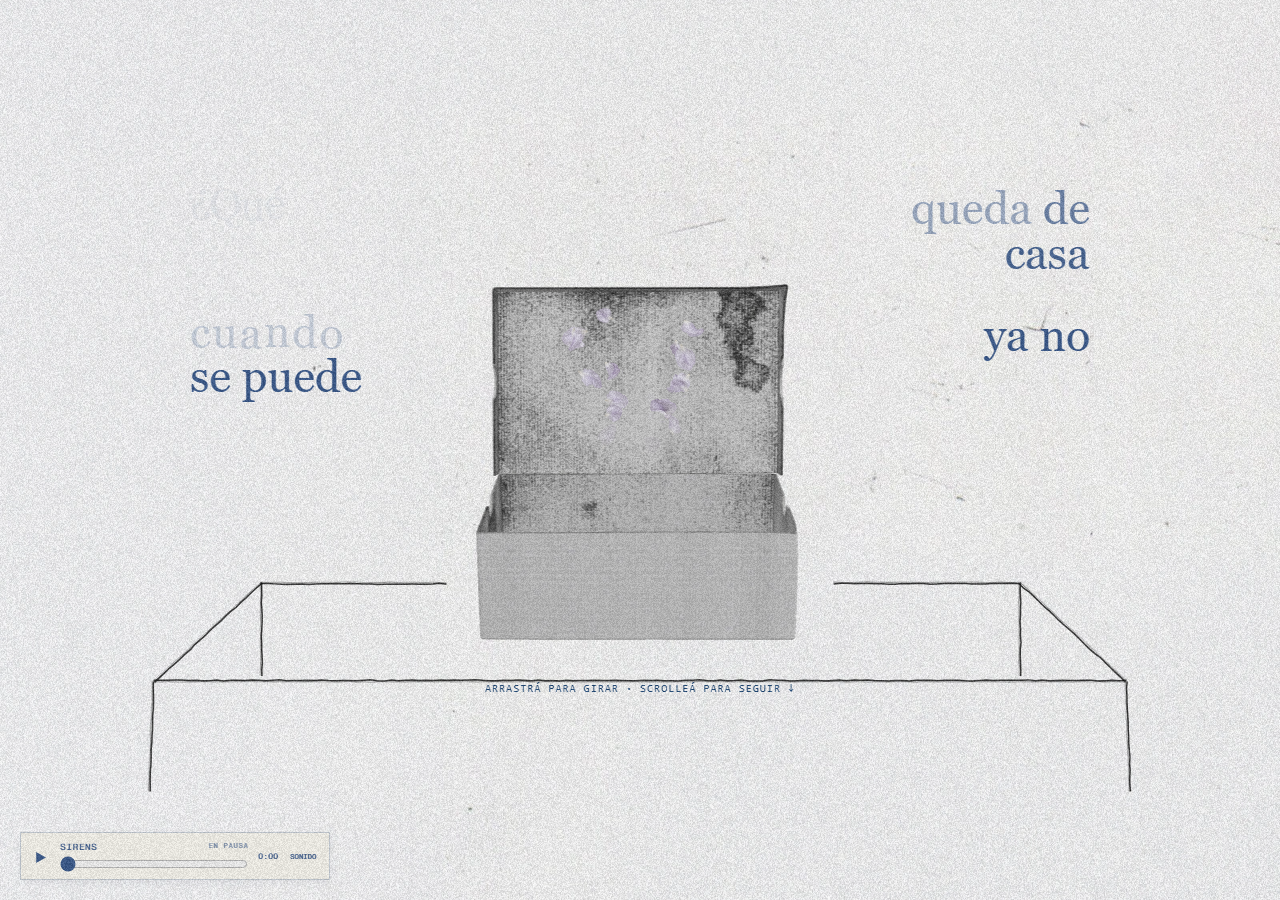 cuando
se puede
queda de
casa
ya no
ARRASTRÁ PARA GIRAR · SCROLLEÁ PARA SEGUIR ↓
SIRENS
EN PAUSA
0:00
SONIDO